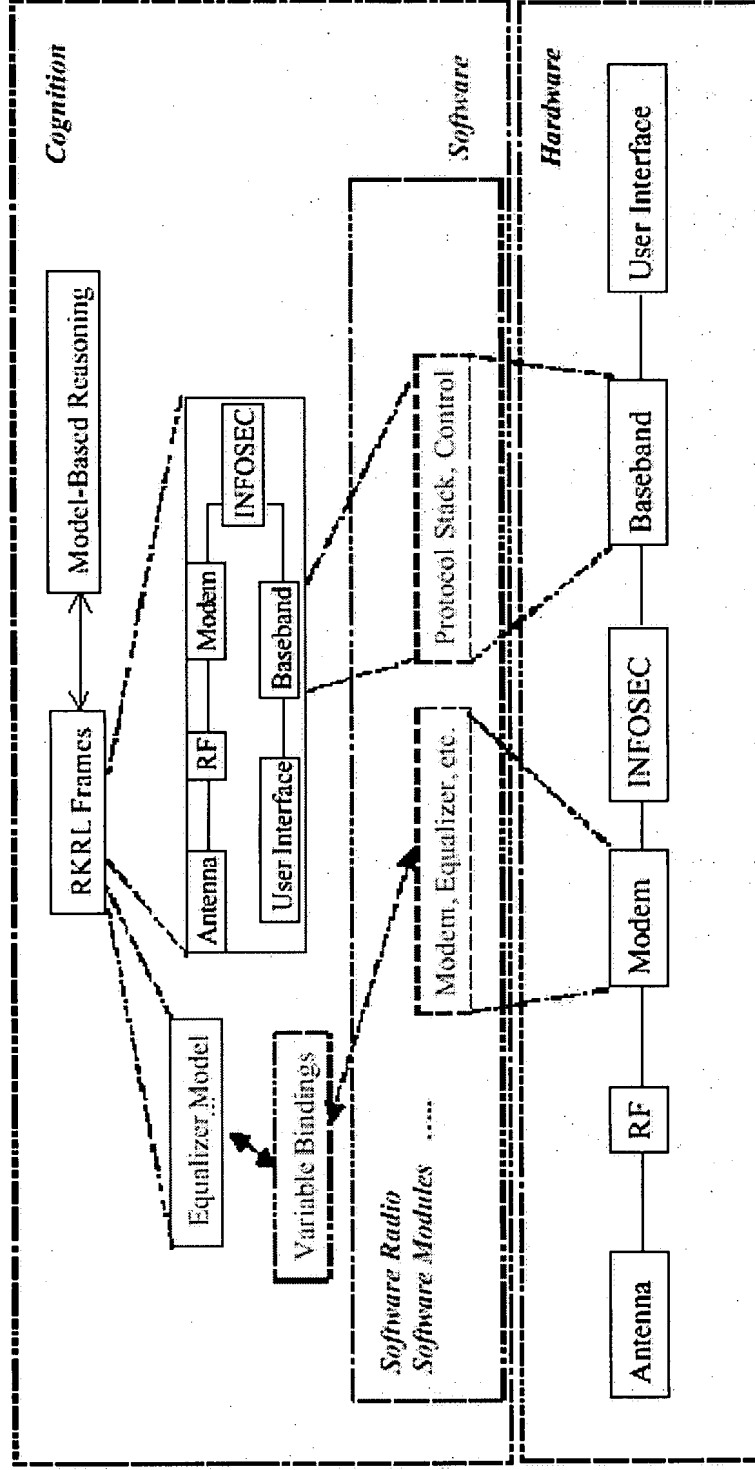 Cognition
RKRL Frames
Model-Based Reasoning
Equalizer Model
Antenna
RF
Modem
INFOSEC
User Interface
Baseband
Variable Bindings
Software
Software Radio
Software Modules .....
Modem, Equalizer, etc.
Protocol Stack, Control
Hardware
Antenna
RF
Modem
INFOSEC
Baseband
User Interface